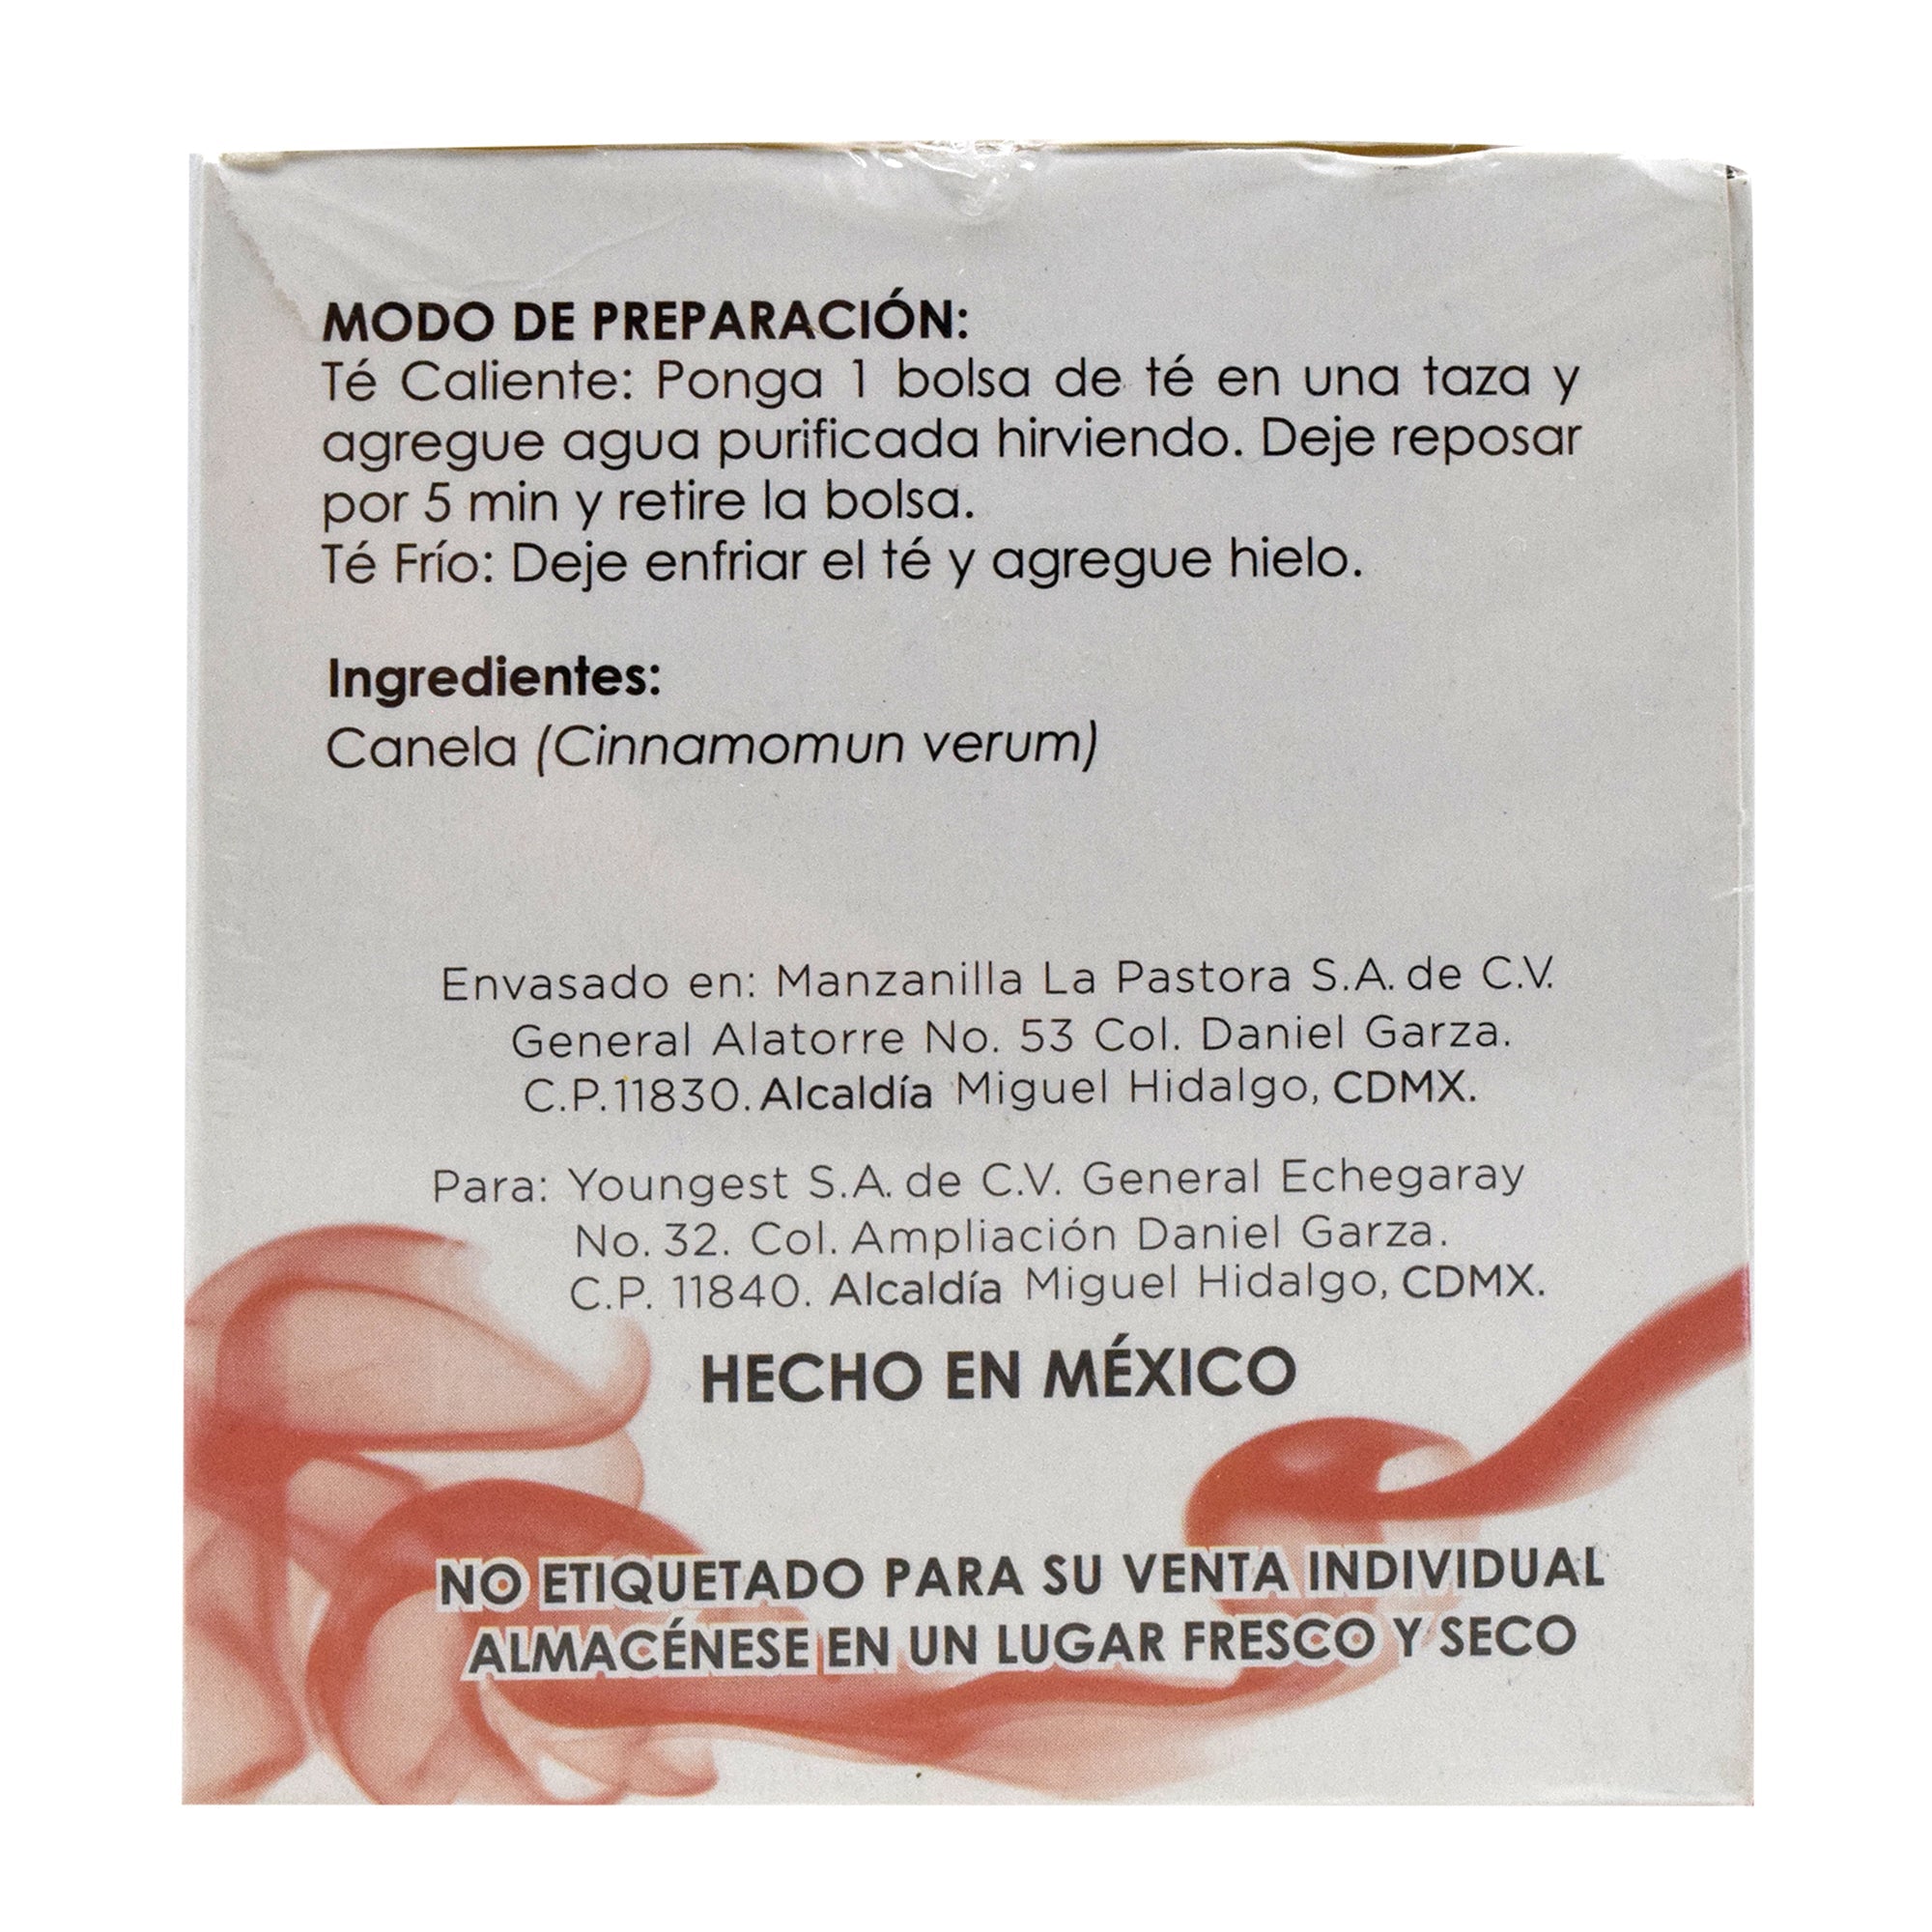 MODO DE PREPARACIÓN:
Té Caliente: Ponga 1 bolsa de té en una taza y
agregue agua purificada hirviendo. Deje reposar
por 5 min y retire la bolsa.
Té Frío: Deje enfriar el té y agregue hielo.
Ingredientes:
Canela (Cinnamomun verum)
Envasado en: Manzanilla La Pastora S.A. de C.V.
General Alatorre No. 53 Col. Daniel Garza.
C.P.11830. Alcaldía Miguel Hidalgo, CDMX.
Para: Youngest S.A. de C.V. General Echegaray
No. 32. Col. Ampliación Daniel Garza.
C.P. 11840. Alcaldía Miguel Hidalgo, CDMX.
HECHO EN MÉXICO
NO ETIQUETADO PARA SU VENTA INDIVIDUAL
ALMACÉNESE EN UN LUGAR FRESCO Y SECO